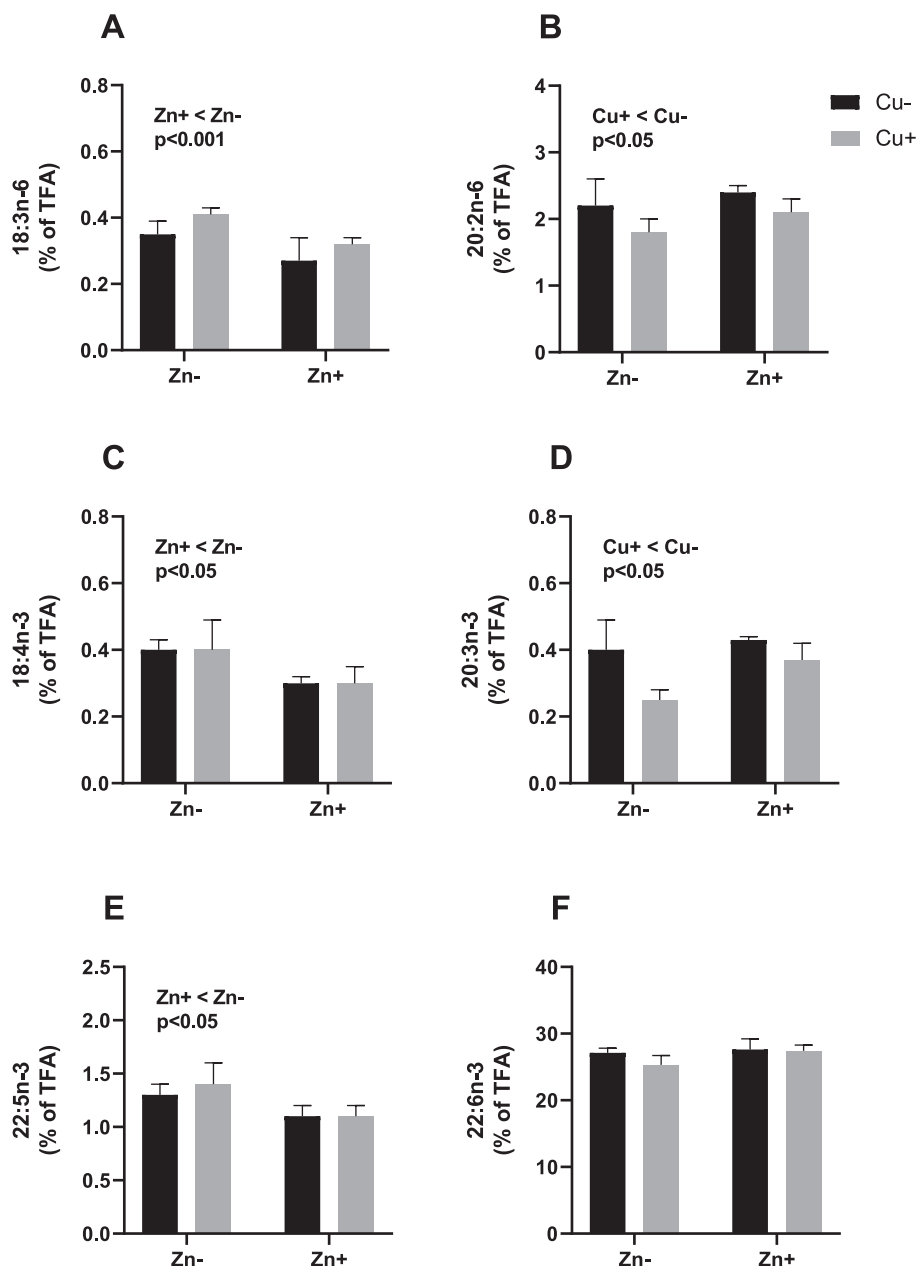 A
0.8
0.6
0.4
0.2
0.0
18:3n-6
(% of TFA)
Zn+ < Zn-
p<0.001
Zn-
Zn+
B
4
3
2
1
0
20:2n-6
(% of TFA)
Cu+ < Cu-
p<0.05
Zn-
Zn+
Cu-
Cu+
C
0.8
0.6
0.4
0.2
0.0
18:4n-3
(% of TFA)
Zn+ < Zn-
p<0.05
Zn-
Zn+
D
0.8
0.6
0.4
0.2
0.0
20:3n-3
(% of TFA)
Cu+ < Cu-
p<0.05
Zn-
Zn+
E
2.5
2.0
1.5
1.0
0.5
0.0
22:5n-3
(% of TFA)
Zn+ < Zn-
p<0.05
Zn-
Zn+
F
40
30
20
10
0
22:6n-3
(% of TFA)
Zn-
Zn+